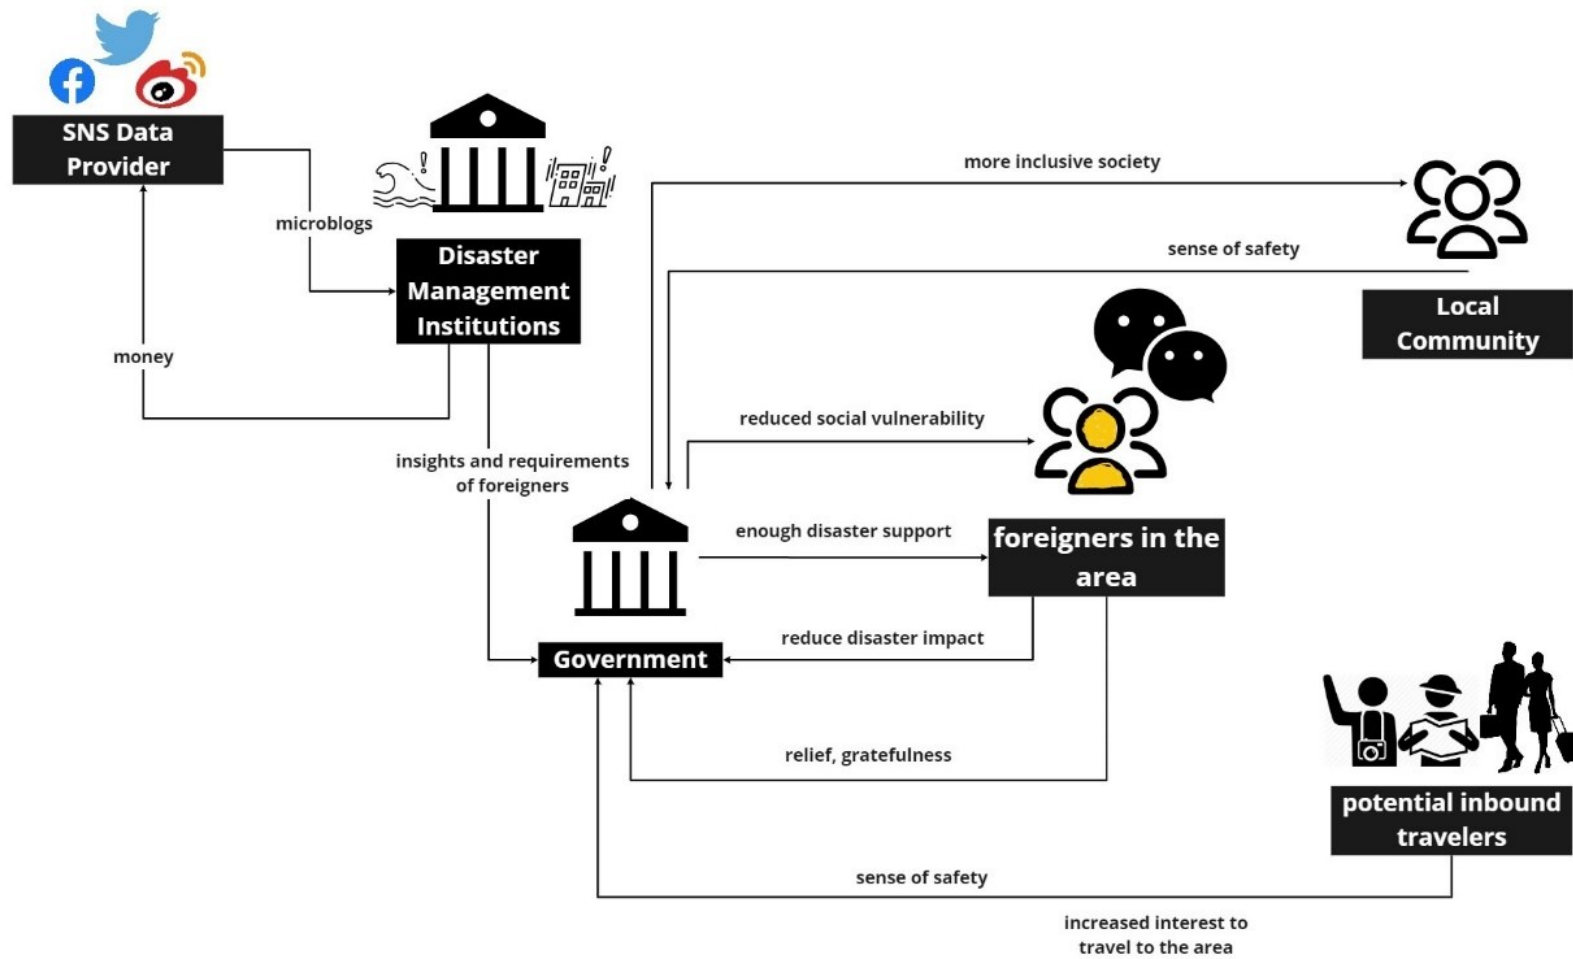 SNS Data
Provider
microblogs
money
Disaster
Management
Institutions
insights and requirements
of foreigners
more inclusive society
sense of safety
Local
Community
reduced social vulnerability
enough disaster support
foreigners in the
area
reduce disaster impact
Government
relief, gratefulness
potential inbound
travelers
sense of safety
increased interest to
travel to the area